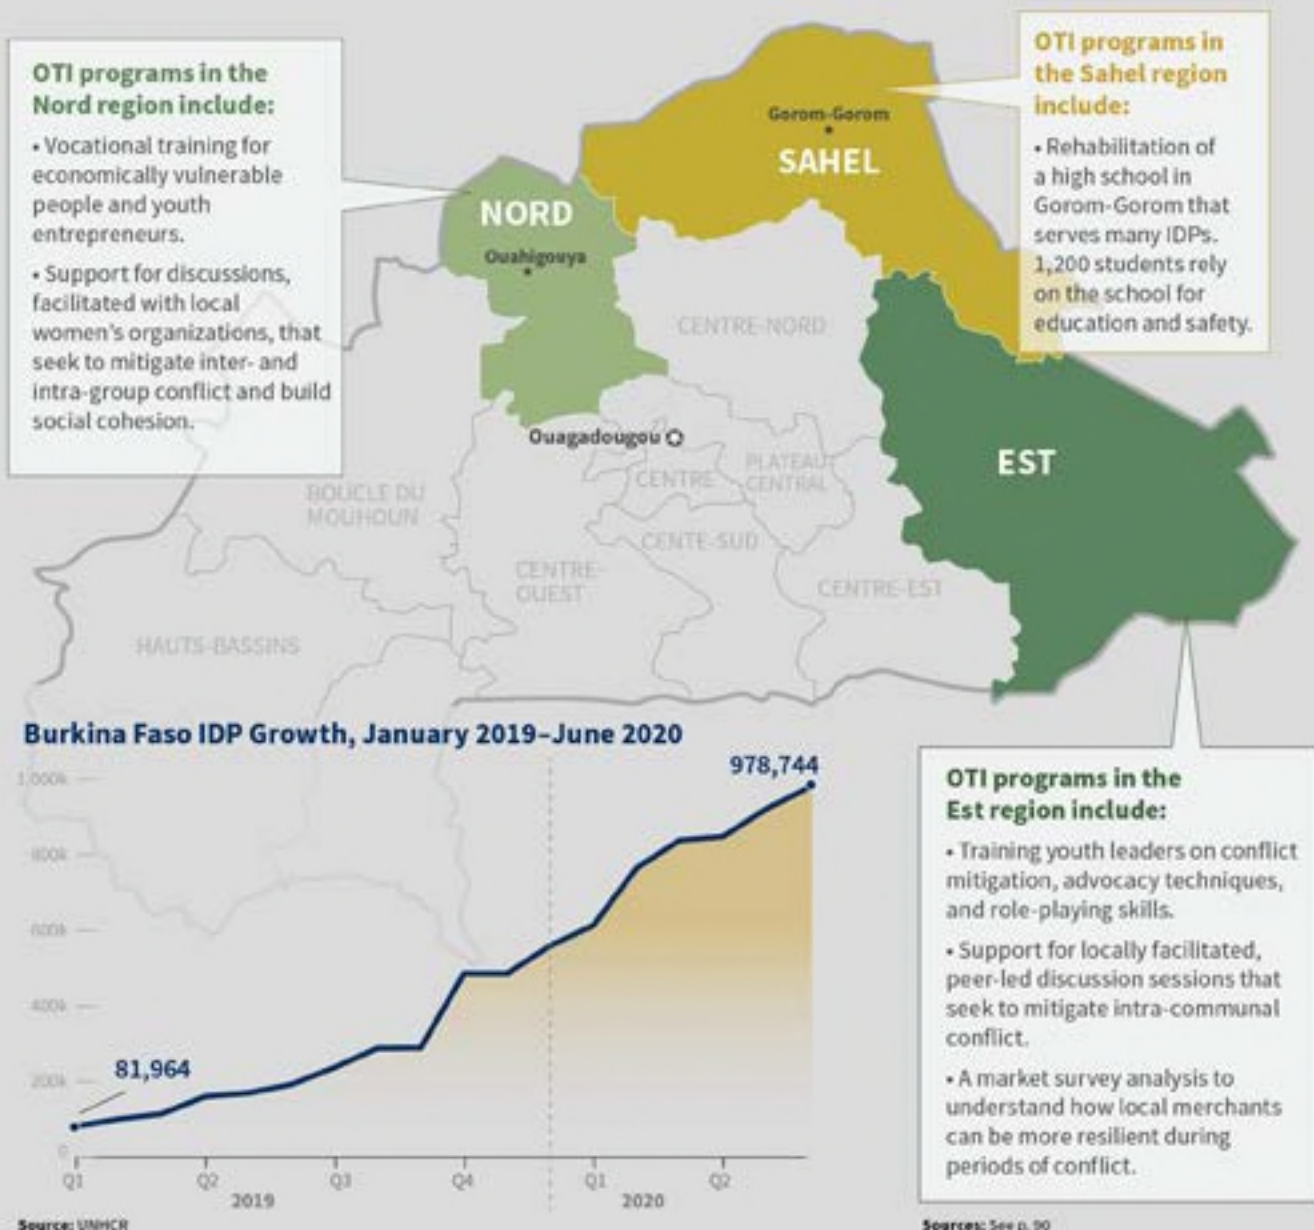 OTI programs in the
Nord region include:
• Vocational training for
economically vulnerable
people and youth
entrepreneurs.
• Support for discussions,
facilitated with local
women's organizations, that
seek to mitigate inter- and
intra-group conflict and build
social cohesion.
OTI programs in
the Sahel region
include:
• Rehabilitation of
a high school in
Gorom-Gorom that
serves many IDPs.
1,200 students rely
on the school for
education and safety.
Gorom-Gorom
SAHEL
NORD
Ouahigouya
CENTRE-NORD
Ouagadougou
EST
CENTRE
PLATEAU
CENTRAL
BOUCLE DU
MOUHOUN
CENTE-SUD
CENTRE-
OUEST
CENTRE-EST
HAUTS-BASSINS
Burkina Faso IDP Growth, January 2019–June 2020
978,744
1,000k
800k
600k
400k
81,964
200k
0
Q1
Q2
Q3
Q4
Q1
Q2
2019
2020
Source: UNHCR
OTI programs in the
Est region include:
• Training youth leaders on conflict
mitigation, advocacy techniques,
and role-playing skills.
• Support for locally facilitated,
peer-led discussion sessions that
seek to mitigate intra-communal
conflict.
• A market survey analysis to
understand how local merchants
can be more resilient during
periods of conflict.
Sources: See p. 90